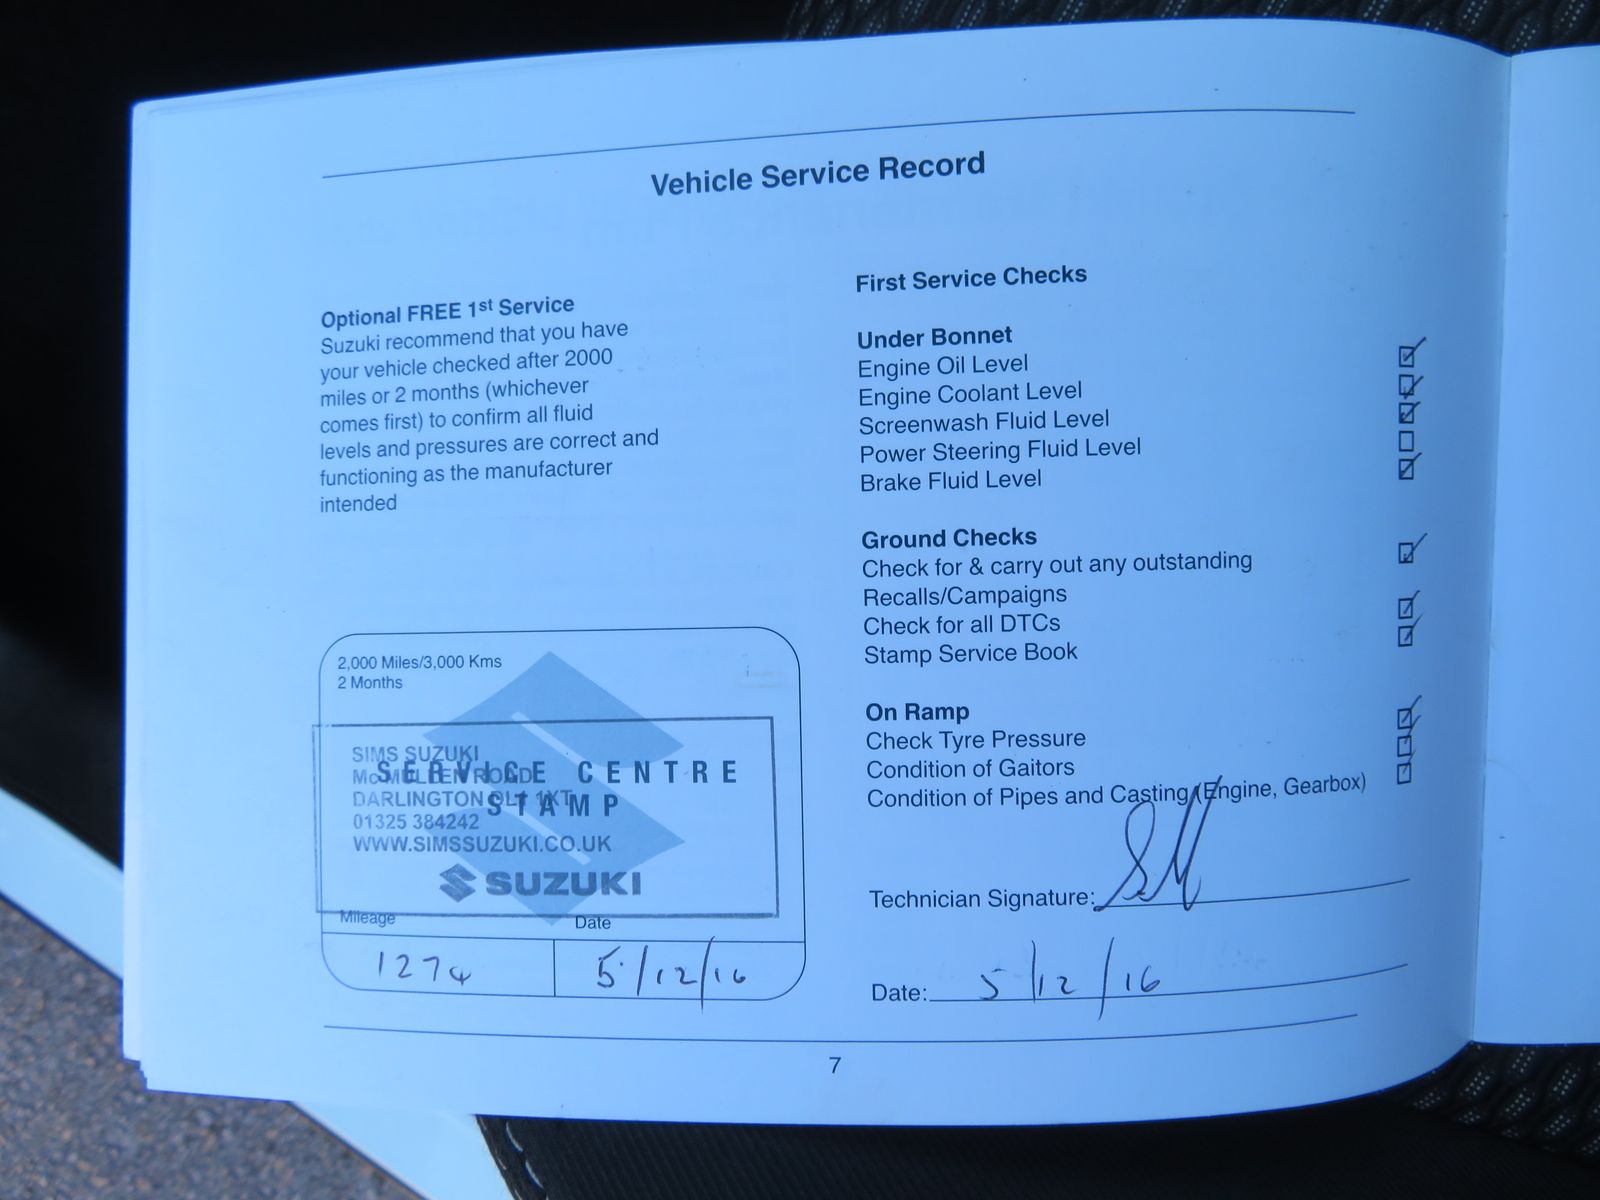 Vehicle Service Record
Optional FREE 1st Service
Suzuki recommend that you have
your vehicle checked after 2000
miles or 2 months (whichever
comes first) to confirm all fluid
levels and pressures are correct and
functioning as the manufacturer
intended
2,000 Miles/3,000 Kms
2 Months
SIMS SUZUKI
McMULLEN ROAD
SERVICE CENTRE
DARLINGTON DL1 1XT
STAMP
01325 384242
WWW.SIMSSUZUKI.CO.UK
SUZUKI
Mileage Date
1274 5/12/16
First Service Checks
Under Bonnet
Engine Oil Level
Engine Coolant Level
Screenwash Fluid Level
Power Steering Fluid Level
Brake Fluid Level
Ground Checks
Check for & carry out any outstanding
Recalls/Campaigns
Check for all DTCs
Stamp Service Book
On Ramp
Check Tyre Pressure
Condition of Gaitors
Condition of Pipes and Casting (Engine, Gearbox)
Technician Signature:
Date: 5/12/16
7